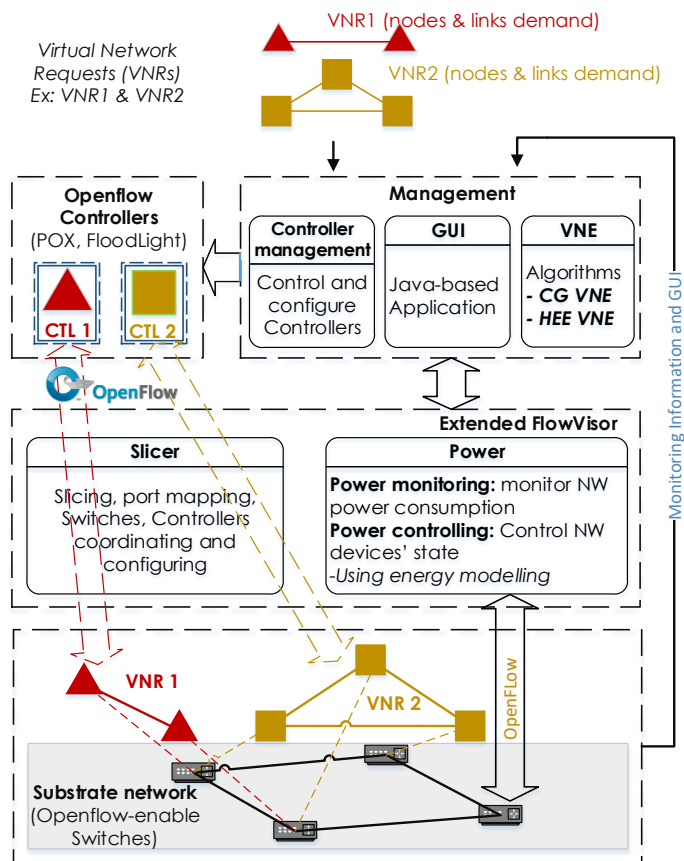 VNR1 (nodes & links demand)
Virtual Network
Requests (VNRs)
Ex: VNR1 & VNR2
VNR2 (nodes & links demand)
Openflow
Controllers
(POX, FloodLight)
CTL 1
CTL 2
Management
Controller
management
Control and
configure
Controllers
GUI
Java-based
Application
VNE
Algorithms
- CG VNE
- HEE VNE
Monitoring Information and GUI
OpenFlow
Extended FlowVisor
Slicer
Slicing, port mapping,
Switches, Controllers
coordinating and
configuring
Power
Power monitoring: monitor NW
power consumption
Power controlling: Control NW
devices' state
-Using energy modelling
VNR 1
VNR 2
OpenFLow
Substrate network
(Openflow-enable
Switches)